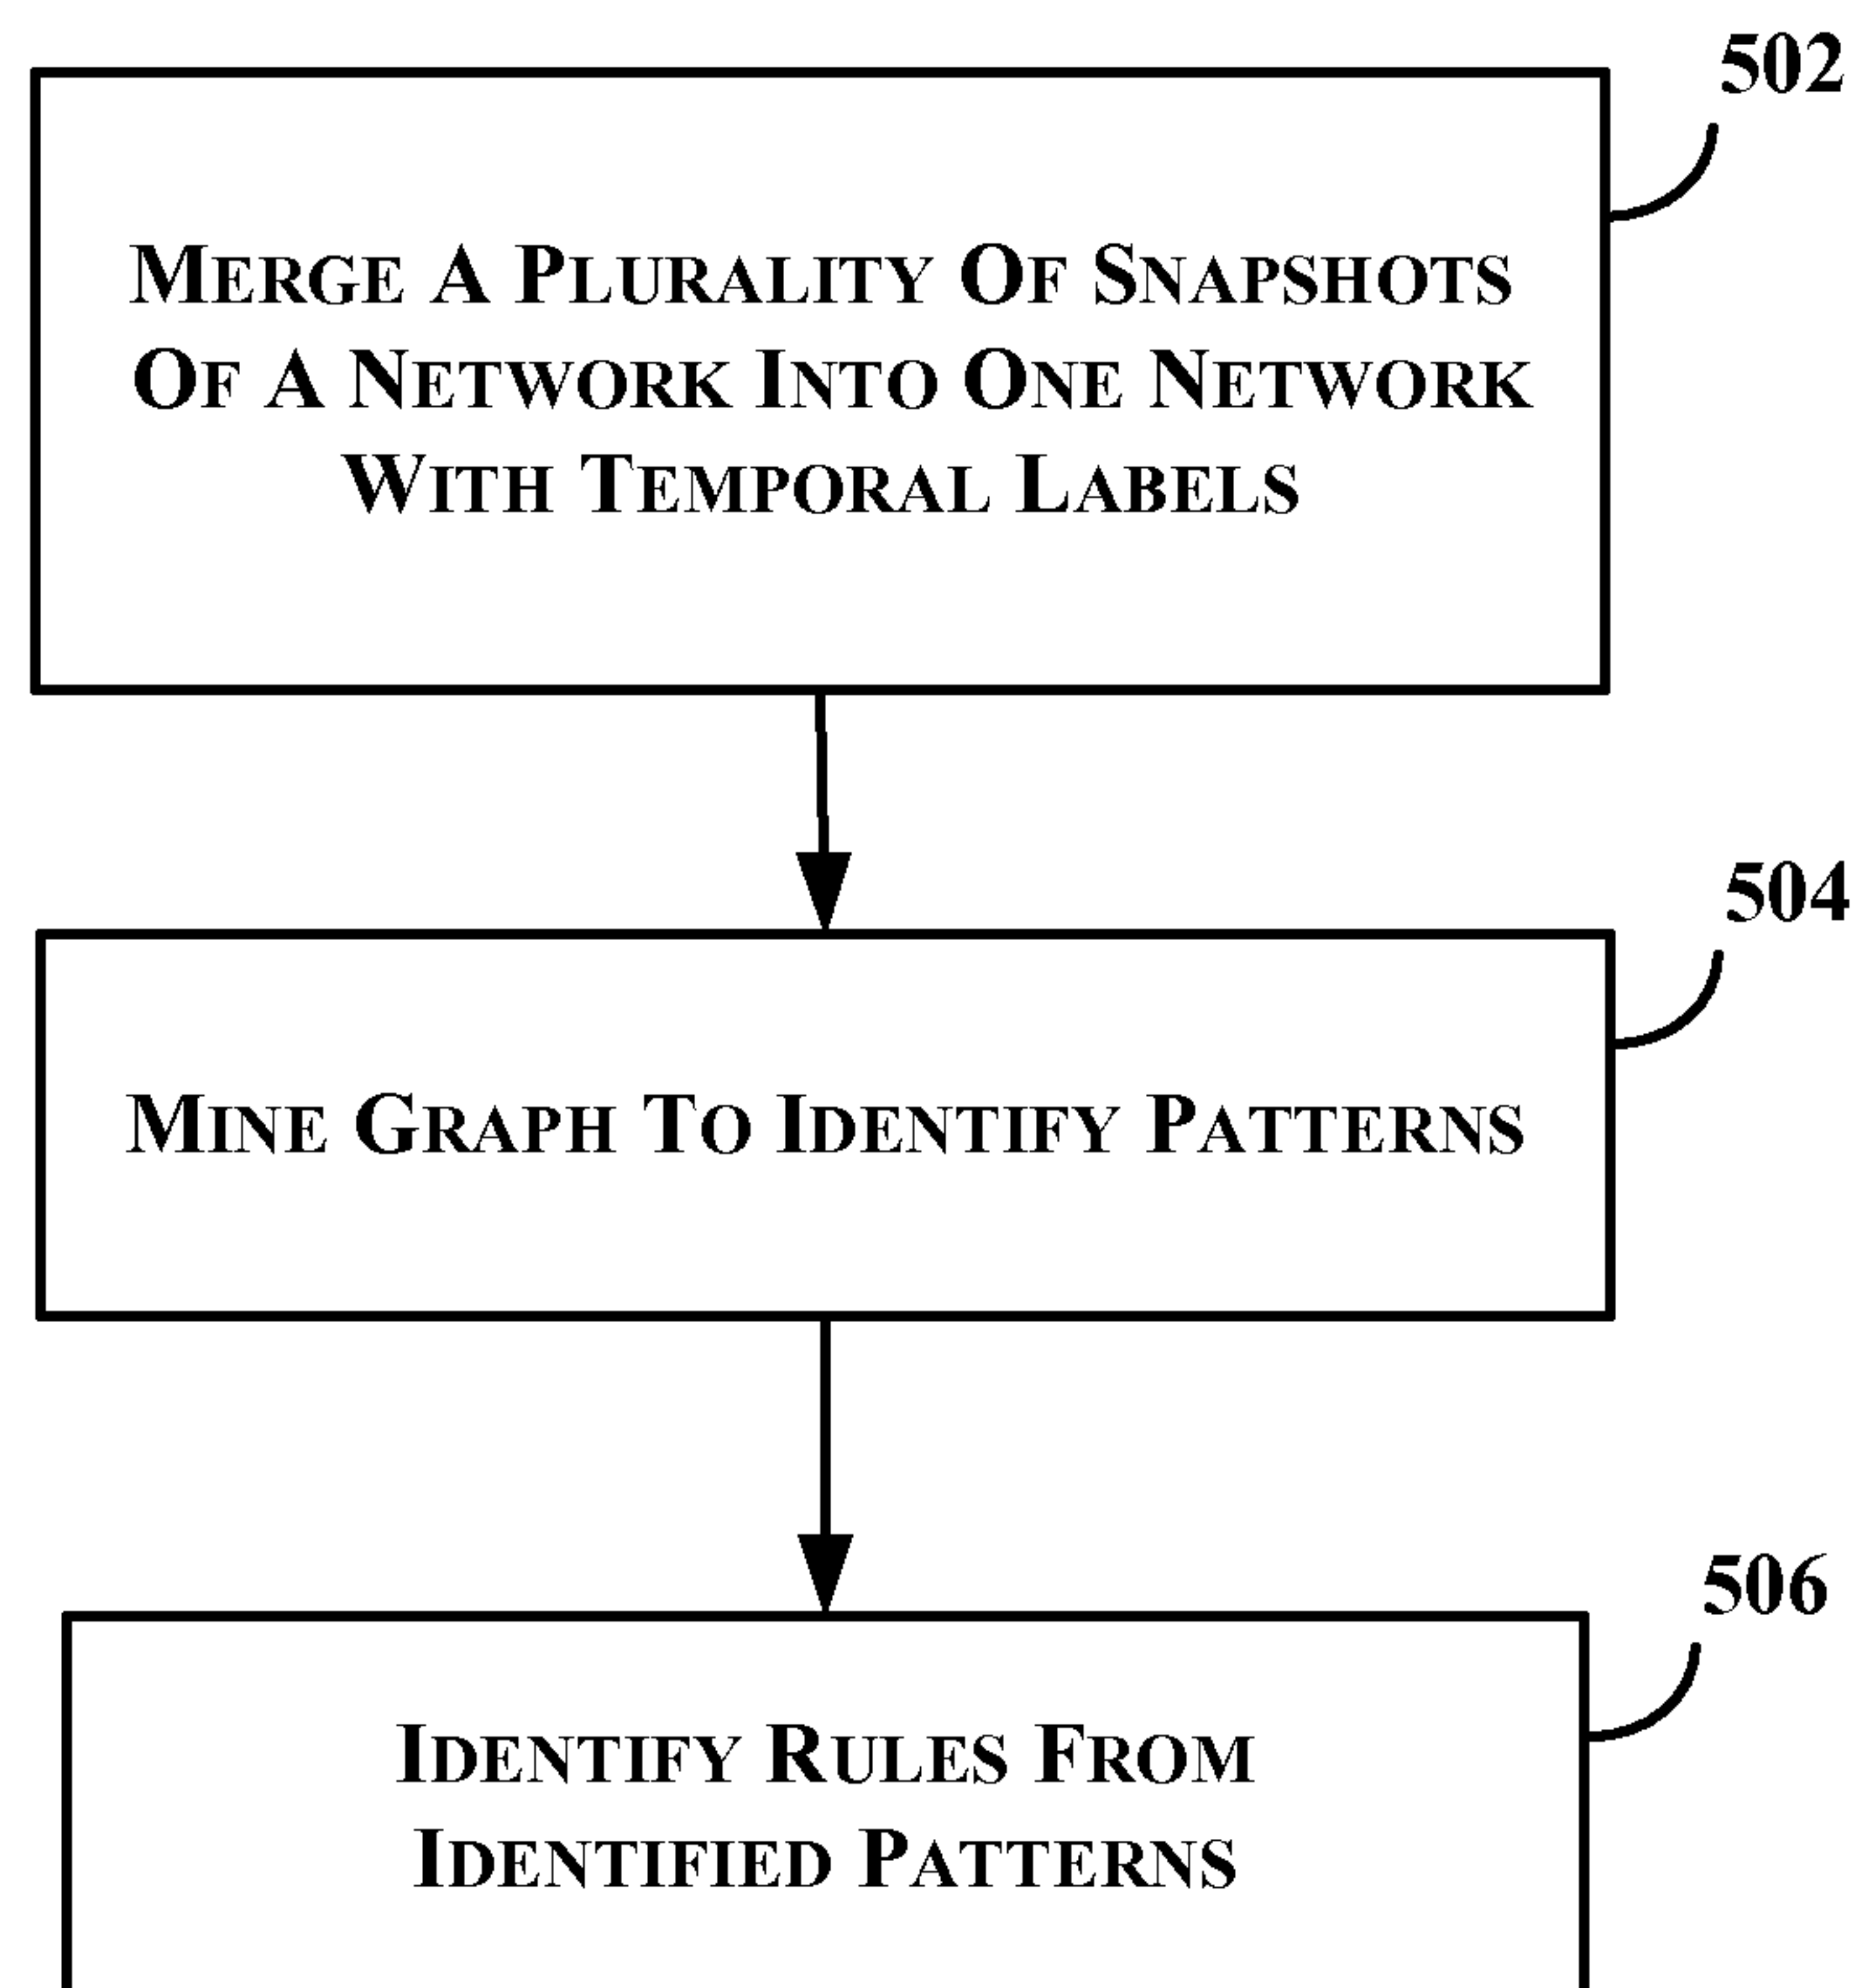 502
MERGE A PLURALITY OF SNAPSHOTS
OF A NETWORK INTO ONE NETWORK
WITH TEMPORAL LABELS
504
MINE GRAPH TO IDENTIFY PATTERNS
506
IDENTIFY RULES FROM
IDENTIFIED PATTERNS